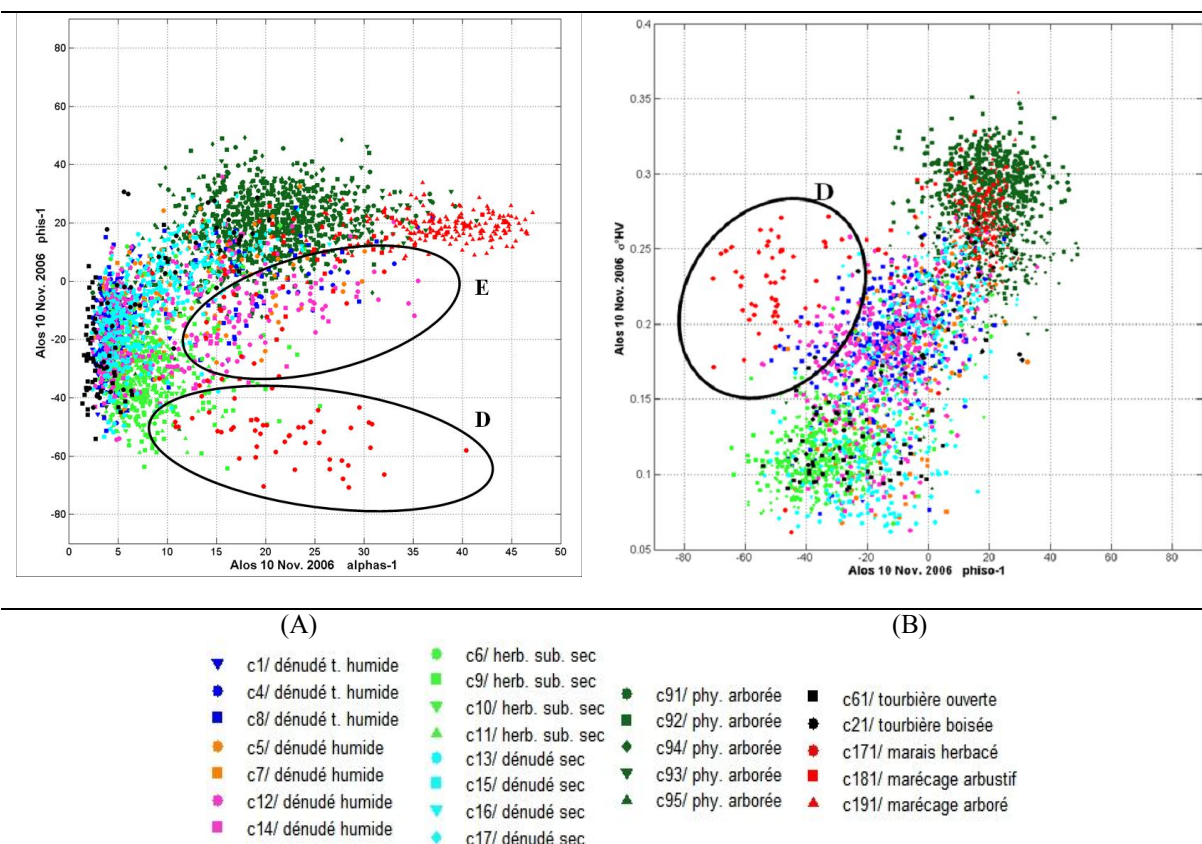 80
60
40
20
0
-20
-40
-60
-80
0 5 10 15 20 25 30 35 40 45 50
Alos 10 Nov. 2006 phis-1
Alos 10 Nov. 2006 alphas-1
E
D
0.4
0.35
0.3
0.25
0.2
0.15
0.1
0.05
-80 -60 -40 -20 0 20 40 60 80
Alos 10 Nov. 2006 σ°HV
Alos 10 Nov. 2006 phiso-1
D
(A)
(B)
c1/ dénudé t. humide
c4/ dénudé t. humide
c8/ dénudé t. humide
c5/ dénudé humide
c7/ dénudé humide
c12/ dénudé humide
c14/ dénudé humide
c6/ herb. sub. sec
c9/ herb. sub. sec
c10/ herb. sub. sec
c11/ herb. sub. sec
c13/ dénudé sec
c15/ dénudé sec
c16/ dénudé sec
c17/ dénudé sec
c91/ phy. arborée
c92/ phy. arborée
c94/ phy. arborée
c93/ phy. arborée
c95/ phy. arborée
c61/ tourbière ouverte
c21/ tourbière boisée
c171/ marais herbacé
c181/ marécage arbustif
c191/ marécage arboré